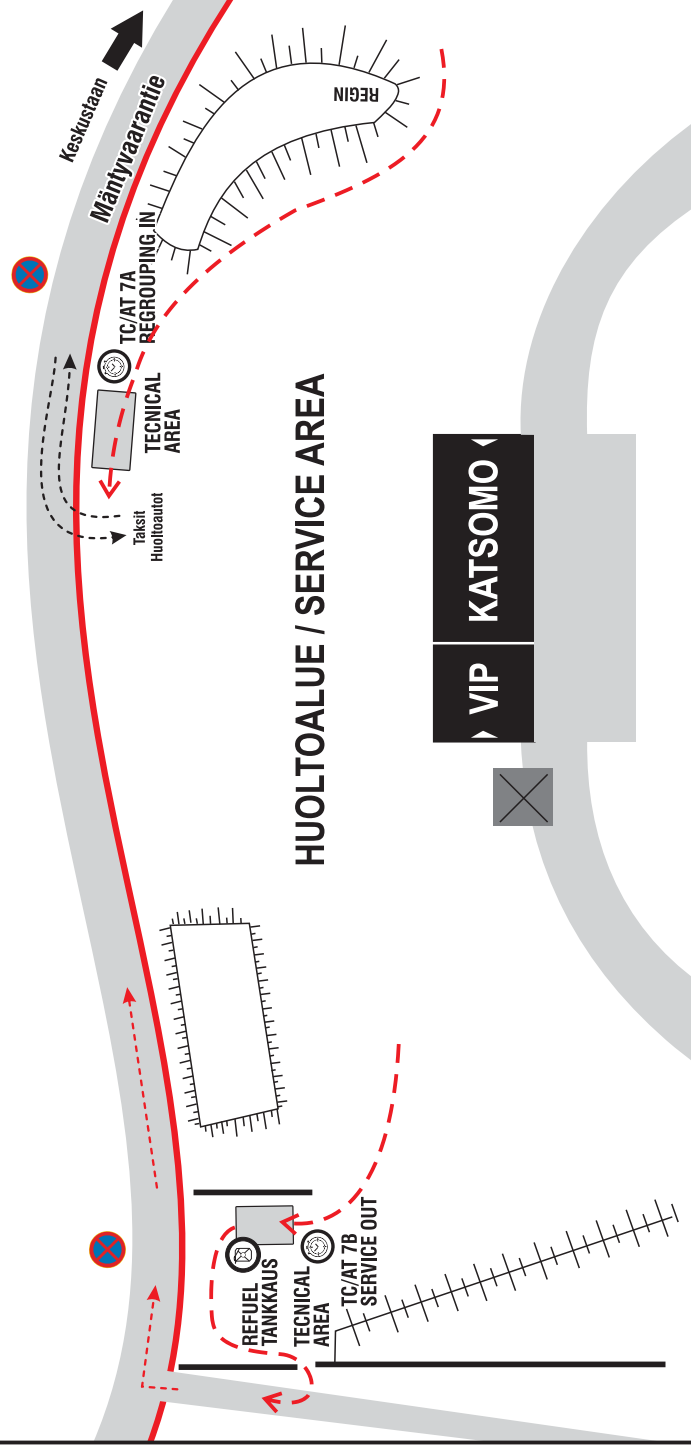 Keskustaan
Mäntyvaarantie
REGIN
TC/AT 7A
REGROUPING IN
TECNICAL
AREA
Taksit
Huoltoautot
HUOLTOALUE / SERVICE AREA
KATSOMO
VIP
REFUEL
TANKKAUS
TECNICAL
AREA
TC/AT 7B
SERVICE OUT